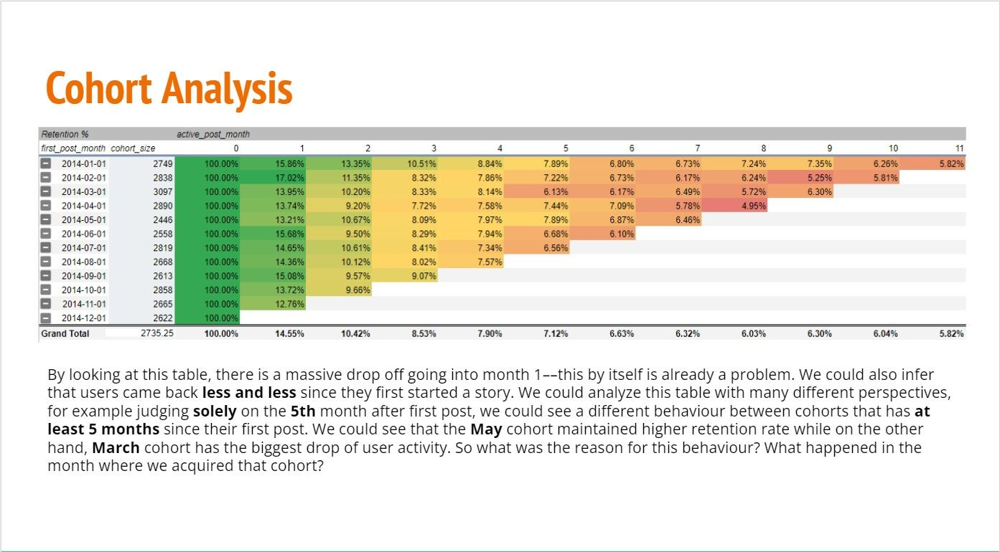 Cohort Analysis
Retention % active_post_month
first_post_month cohort_size 0 1 2 3 4 5 6 7 8 9 10 11
2014-01-01 2749 100.00% 15.86% 13.35% 10.51% 8.84% 7.89% 6.80% 6.73% 7.24% 7.35% 6.26% 5.82%
2014-02-01 2838 100.00% 17.02% 11.35% 8.32% 7.86% 7.22% 6.73% 6.17% 6.24% 5.25% 5.81%
2014-03-01 3097 100.00% 13.95% 10.20% 8.33% 8.14% 6.13% 6.17% 6.49% 5.72% 6.30%
2014-04-01 2890 100.00% 13.74% 9.20% 7.72% 7.58% 7.44% 7.09% 5.78% 4.95%
2014-05-01 2446 100.00% 13.21% 10.67% 8.09% 7.97% 7.89% 6.87% 6.46%
2014-06-01 2558 100.00% 15.68% 9.50% 8.29% 7.94% 6.68% 6.10%
2014-07-01 2819 100.00% 14.65% 10.61% 8.41% 7.34% 6.56%
2014-08-01 2668 100.00% 14.36% 10.12% 8.02% 7.57%
2014-09-01 2613 100.00% 15.08% 9.57% 9.07%
2014-10-01 2858 100.00% 13.72% 9.66%
2014-11-01 2665 100.00% 12.76%
2014-12-01 2622 100.00%
Grand Total 2735.25 100.00% 14.55% 10.42% 8.53% 7.90% 7.12% 6.63% 6.32% 6.03% 6.30% 6.04% 5.82%
By looking at this table, there is a massive drop off going into month 1––this by itself is already a problem. We could also infer
that users came back less and less since they first started a story. We could analyze this table with many different perspectives,
for example judging solely on the 5th month after first post, we could see a different behaviour between cohorts that has at
least 5 months since their first post. We could see that the May cohort maintained higher retention rate while on the other
hand, March cohort has the biggest drop of user activity. So what was the reason for this behaviour? What happened in the
month where we acquired that cohort?